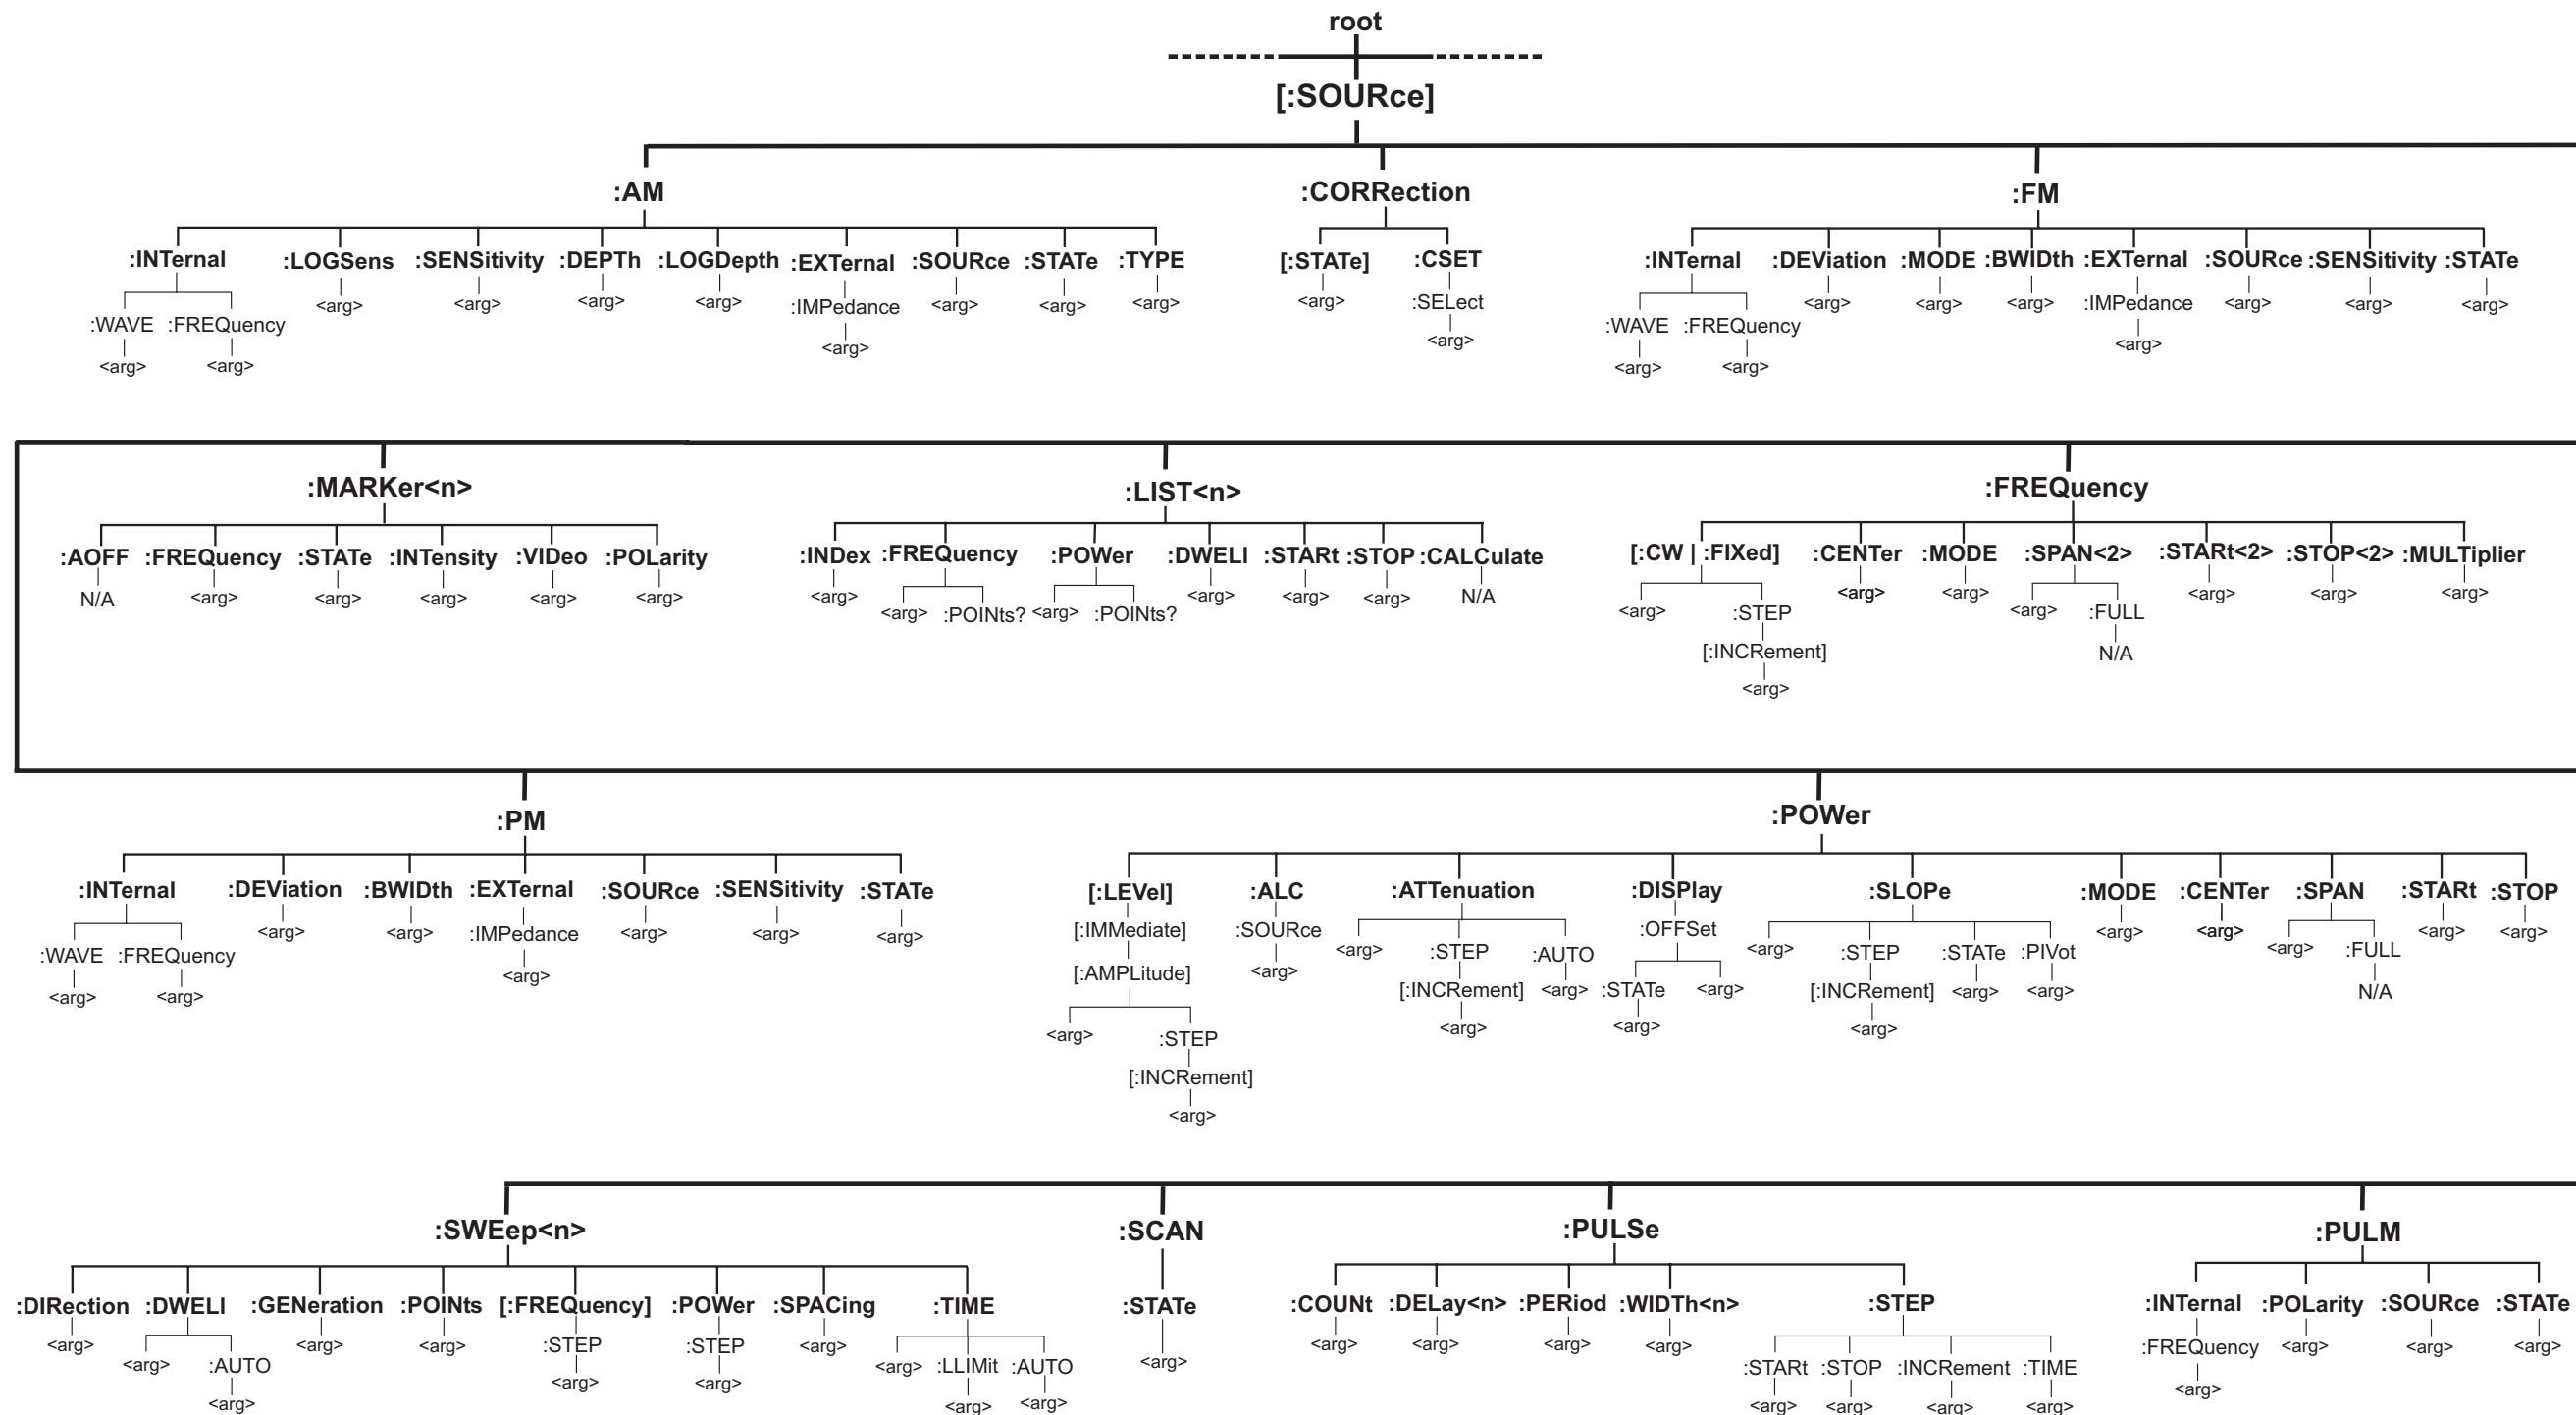 root
[:SOURce]
:AM :CORRection :FM
:INTernal :LOGSens :SENSitivity :DEPTh :LOGDepth :EXTernal :SOURce :STATe :TYPE [:STATe] :CSET :INTernal :DEViation :MODE :BWIDth :EXTernal :SOURce :SENSitivity :STATe
<arg> <arg> <arg> <arg> :IMPedance <arg> <arg> <arg> <arg> :SELect <arg> <arg> <arg> :IMPedance <arg> <arg> <arg>
:WAVE :FREQuency <arg> <arg> :WAVE :FREQuency <arg>
<arg> <arg> <arg> <arg>
:MARKer<n> :LIST<n> :FREQuency
:AOFF :FREQuency :STATe :INTensity :VIDeo :POLarity :INDex :FREQuency :POWer :DWELl :STARt :STOP :CALCulate [:CW | :FIXed] :CENTer :MODE :SPAN<2> :STARt<2> :STOP<2> :MULTiplier
N/A <arg> <arg> <arg> <arg> <arg> <arg> <arg> :POINts? <arg> :POINts? <arg> <arg> <arg> N/A <arg> :STEP <arg> <arg> <arg> :FULL <arg> <arg> <arg>
[:INCRement] N/A
<arg>
:PM :POWer
:INTernal :DEViation :BWIDth :EXTernal :SOURce :SENSitivity :STATe [:LEVel] :ALC :ATTenuation :DISPlay :SLOPe :MODE :CENTer :SPAN :STARt :STOP
<arg> <arg> :IMPedance <arg> <arg> <arg> [:IMMediate] :SOURce :OFFSet <arg> <arg> <arg> <arg>
:WAVE :FREQuency <arg> [:AMPLitude] <arg> <arg> :STEP :AUTO <arg> :STEP :STATe :PIVot <arg> :FULL
<arg> <arg> [:INCRement] <arg> :STATe <arg> [:INCRement] <arg> <arg> N/A
<arg> :STEP <arg> <arg> <arg>
[:INCRement]
<arg>
:SWEep<n> :SCAN :PULSe :PULM
:DIRection :DWELl :GENeration :POINts [:FREQuency] :POWer :SPACing :TIME :STATe :COUNt :DELay<n> :PERiod :WIDTh<n> :STEP :INTernal :POLarity :SOURce :STATe
<arg> <arg> <arg> :STEP :STEP <arg> <arg> <arg> <arg> <arg> :FREQuency <arg> <arg> <arg>
<arg> :AUTO <arg> <arg> <arg> :LLIMit :AUTO <arg> :STARt :STOP :INCRement :TIME <arg>
<arg> <arg> <arg> <arg> <arg> <arg> <arg>